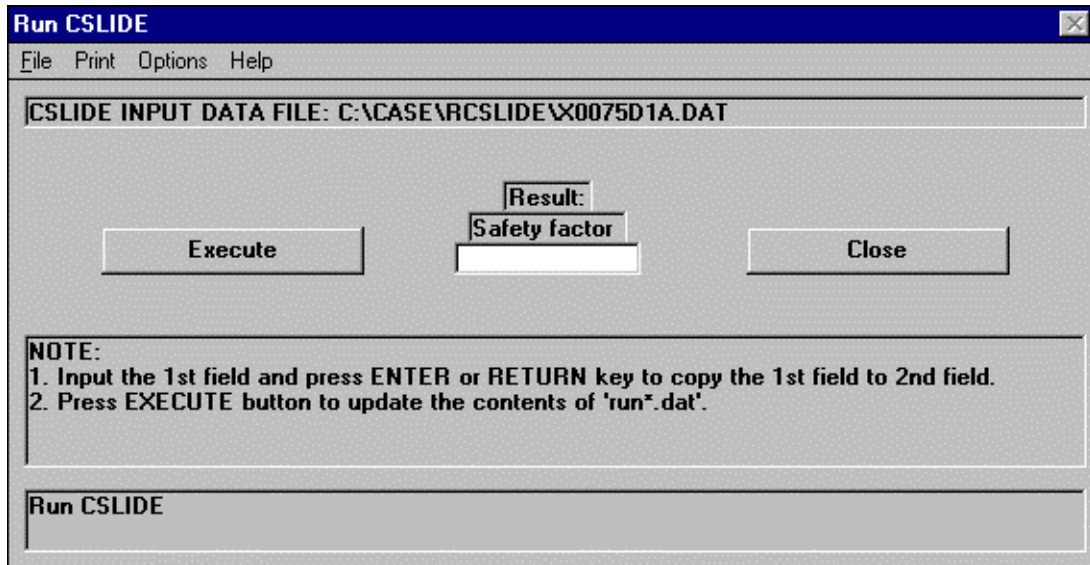 Run CSLIDE
File Print Options Help
CSLIDE INPUT DATA FILE: C:\CASE\RCSLIDE\X0075D1A.DAT
Result:
Safety factor
Execute
Close
NOTE:
1. Input the 1st field and press ENTER or RETURN key to copy the 1st field to 2nd field.
2. Press EXECUTE button to update the contents of 'run*.dat'.
Run CSLIDE